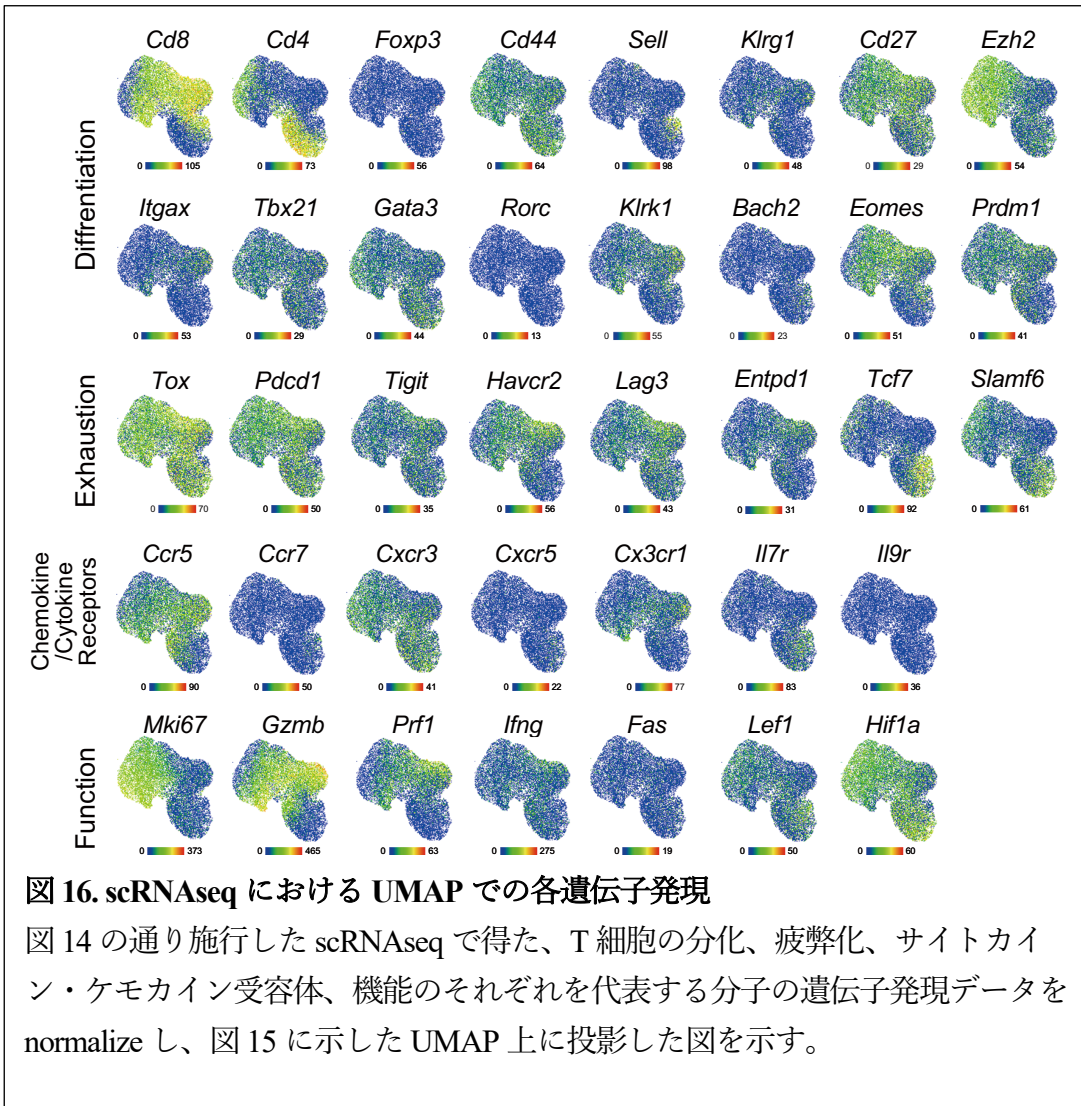 Cd8 Cd4 Foxp3 Cd44 Sell Klrg1 Cd27 Ezh2
Diffrentiation
0 105 0 73 0 56 0 64 0 98 0 48 0 29 0 54
Itgax Tbx21 Gata3 Rorc Klrk1 Bach2 Eomes Prdm1
0 53 0 29 0 44 0 13 0 55 0 23 0 51 0 41
Exhaustion
Tox Pdcd1 Tigit Havcr2 Lag3 Entpd1 Tcf7 Slamf6
0 70 0 50 0 35 0 56 0 43 0 31 0 92 0 61
Chemokine
/Cytokine
Receptors
Ccr5 Ccr7 Cxcr3 Cxcr5 Cx3cr1 Il7r Il9r
0 90 0 50 0 41 0 22 0 77 0 83 0 36
Function
Mki67 Gzmb Prf1 Ifng Fas Lef1 Hif1a
0 373 0 465 0 63 0 275 0 19 0 50 0 60
図 16. scRNAseq における UMAP での各遺伝子発現
図 14 の通り施行した scRNAseq で得た、T 細胞の分化、疲弊化、サイトカイ
ン・ケモカイン受容体、機能のそれぞれを代表する分子の遺伝子発現データを
normalize し、図 15 に示した UMAP 上に投影した図を示す。